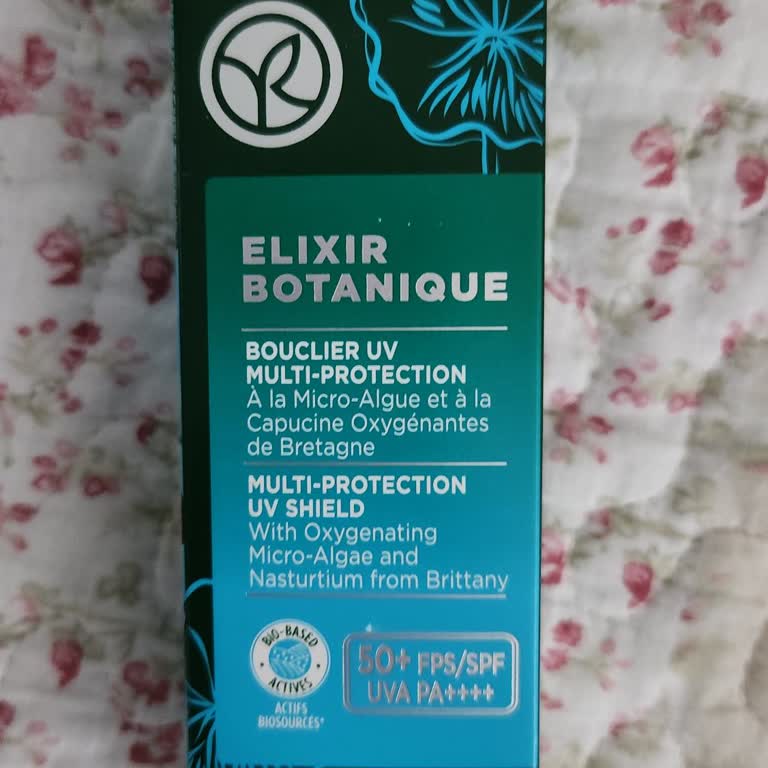 ELIXIR
BOTANIQUE
BOUCLIER UV
MULTI-PROTECTION
À la Micro-Algue et à la
Capucine Oxygénantes
de Bretagne
MULTI-PROTECTION
UV SHIELD
With Oxygenating
Micro-Algae and
Nasturtium from Brittany
BIO-BASED
ACTIVES
ACTIFS
BIOSOURCÉS*
50+ FPS/SPF
UVA PA++++